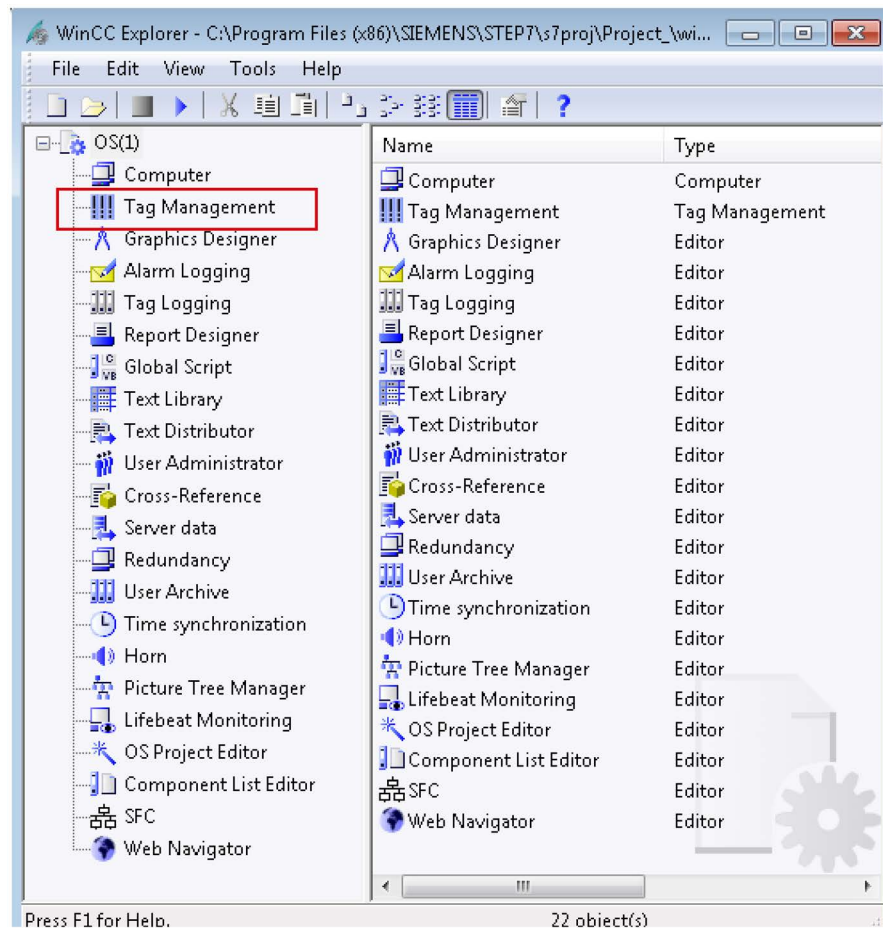 WinCC Explorer - C:\Program Files (x86)\SIEMENS\STEP7\s7proj\Project_\wi...
File Edit View Tools Help
OS(1)
Computer
Tag Management
Graphics Designer
Alarm Logging
Tag Logging
Report Designer
Global Script
Text Library
Text Distributor
User Administrator
Cross-Reference
Server data
Redundancy
User Archive
Time synchronization
Horn
Picture Tree Manager
Lifebeat Monitoring
OS Project Editor
Component List Editor
SFC
Web Navigator
Name Type
Computer Computer
Tag Management Tag Management
Graphics Designer Editor
Alarm Logging Editor
Tag Logging Editor
Report Designer Editor
Global Script Editor
Text Library Editor
Text Distributor Editor
User Administrator Editor
Cross-Reference Editor
Server data Editor
Redundancy Editor
User Archive Editor
Time synchronization Editor
Horn Editor
Picture Tree Manager Editor
Lifebeat Monitoring Editor
OS Project Editor Editor
Component List Editor Editor
SFC Editor
Web Navigator Editor
Press F1 for Help. 22 object(s)